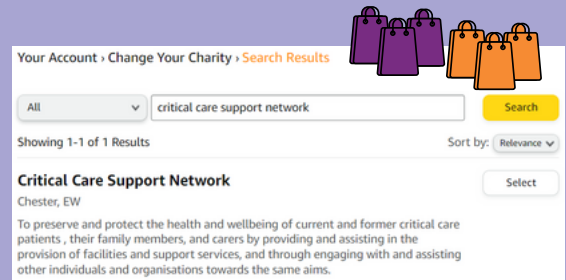 Your Account › Change Your Charity › Search Results
All critical care support network Search
Showing 1-1 of 1 Results Sort by: Relevance
Critical Care Support Network Select
Chester, EW
To preserve and protect the health and wellbeing of current and former critical care
patients , their family members, and carers by providing and assisting in the
provision of facilities and support services, and through engaging with and assisting
other individuals and organisations towards the same aims.